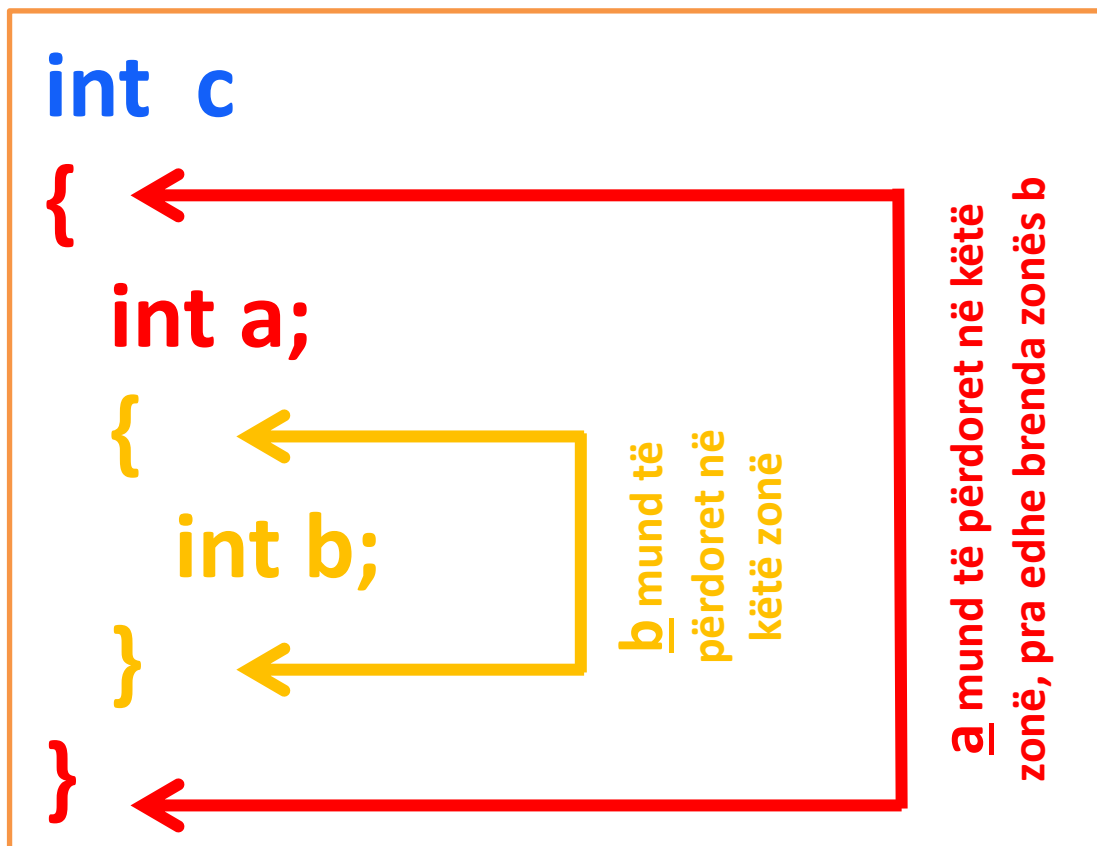 int c
{
int a;
{
int b;
}
}
b mund të
përdoret në
këtë zonë
a mund të përdoret në këtë
zonë, pra edhe brenda zonës b